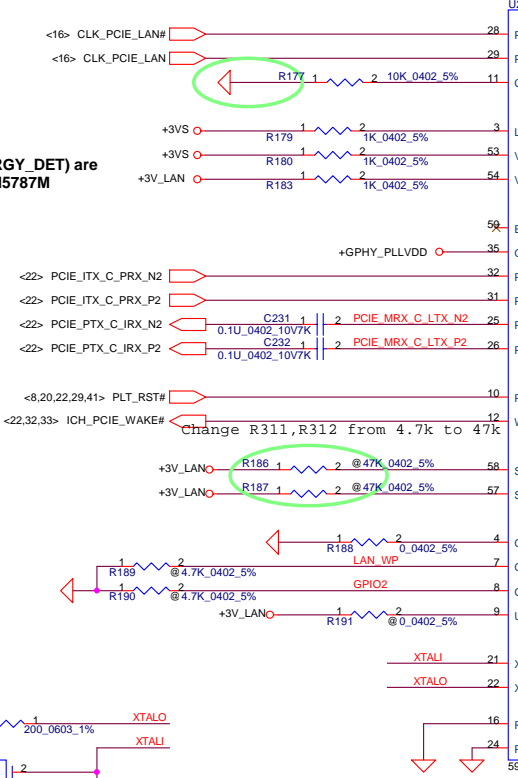 U2
<16> CLK_PCIE_LAN# 28
<16> CLK_PCIE_LAN 29
R177 1 2 10K_0402_5% 11
+3VS R179 1 2 1K_0402_5% 3
+3VS R180 1 2 1K_0402_5% 53
RGY_DET) are
I5787M
+3V_LAN R183 1 2 1K_0402_5% 54
59
+GPHY_PLLVDD 35
<22> PCIE_ITX_C_PRX_N2 32
<22> PCIE_ITX_C_PRX_P2 31
<22> PCIE_PTX_C_IRX_N2 C231 0.1U_0402_10V7K 1 2 PCIE_MRX_C_LTX_N2 25
<22> PCIE_PTX_C_IRX_P2 C232 0.1U_0402_10V7K 1 2 PCIE_MRX_C_LTX_P2 26
<8,20,22,29,41> PLT_RST# 10
<22,32,33> ICH_PCIE_WAKE# 12
Change R311,R312 from 4.7k to 47k
+3V_LAN R186 1 2 @47K_0402_5% 58
+3V_LAN R187 1 2 @47K_0402_5% 57
R188 1 2 0_0402_5% 4
R189 1 2 @4.7K_0402_5% LAN_WP 7
R190 1 2 @4.7K_0402_5% GPIO2 8
+3V_LAN R191 1 2 @0_0402_5% 9
XTALI 21
XTALO 22
1 200_0603_1% XTALO
XTALI
16
24
2
59